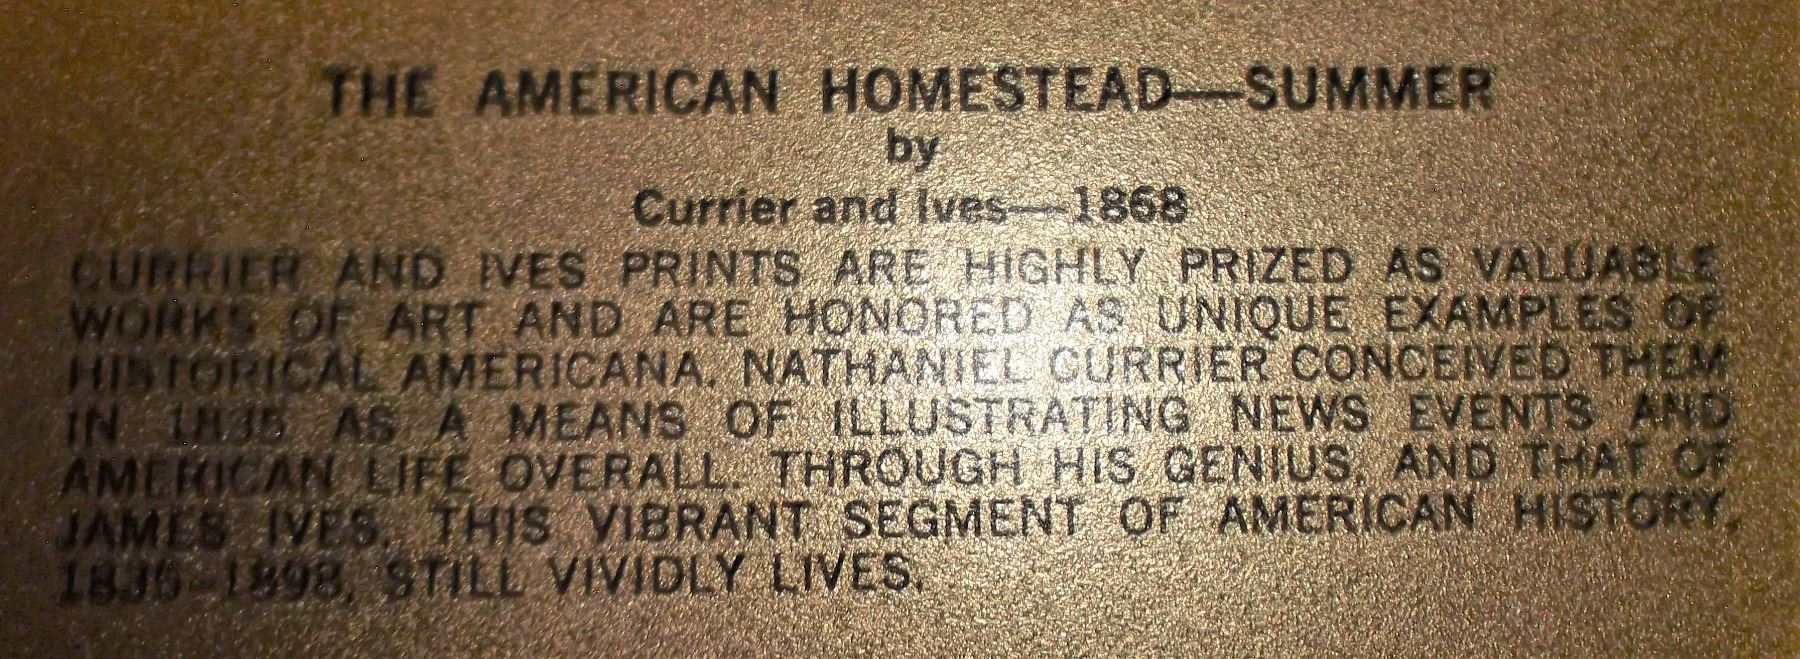 THE AMERICAN HOMESTEAD—SUMMER
by
Currier and Ives—1868
CURRIER AND IVES PRINTS ARE HIGHLY PRIZED AS VALUABLE
WORKS OF ART AND ARE HONORED AS UNIQUE EXAMPLES OF
HISTORICAL AMERICANA. NATHANIEL CURRIER CONCEIVED THEM
IN 1835 AS A MEANS OF ILLUSTRATING NEWS EVENTS AND
AMERICAN LIFE OVERALL. THROUGH HIS GENIUS, AND THAT OF
JAMES IVES, THIS VIBRANT SEGMENT OF AMERICAN HISTORY,
1835-1898, STILL VIVIDLY LIVES.